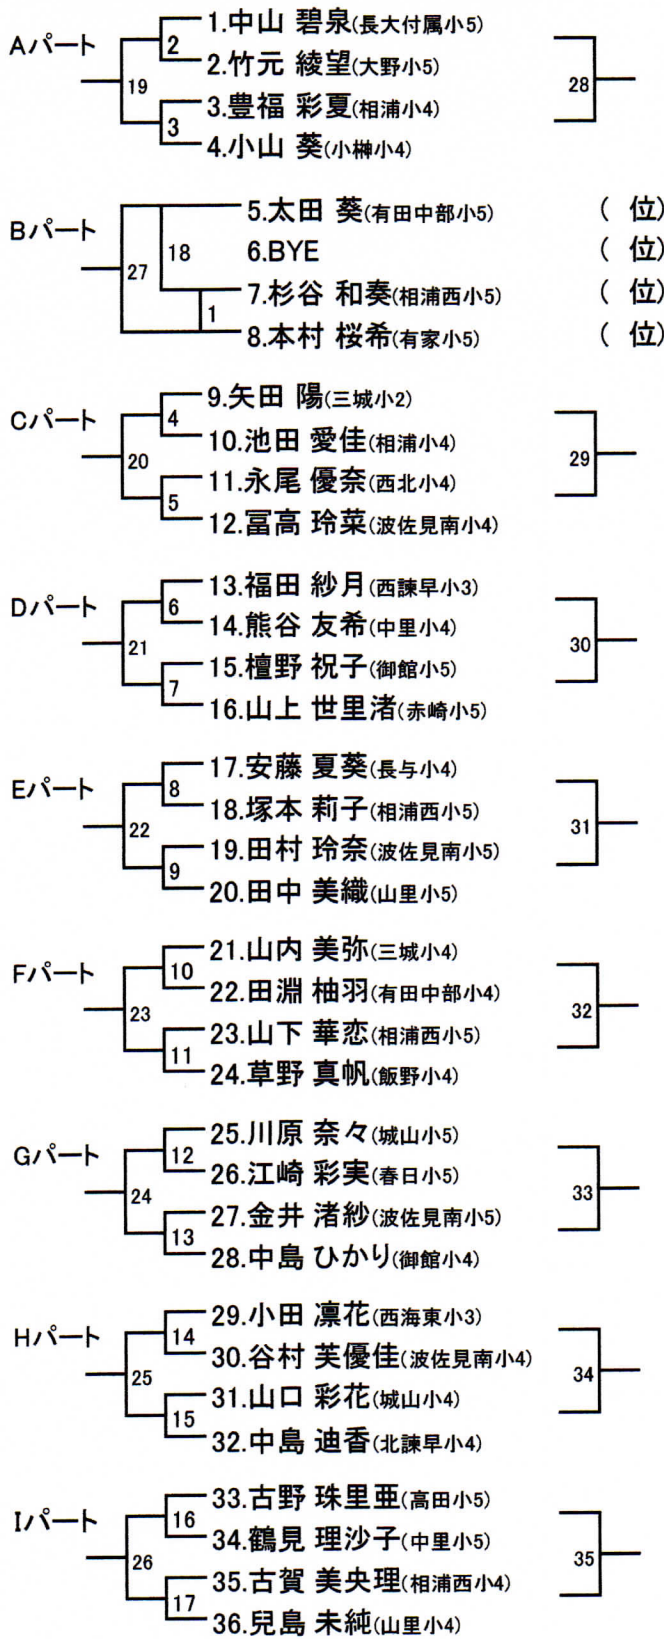 Aパート
1.中山 碧泉(長大付属小5)
2
2.竹元 綾望(大野小5)
19
28
3.豊福 彩夏(相浦小4)
3
4.小山 葵(小榊小4)
Bパート
5.太田 葵(有田中部小5) ( 位)
18
6.BYE ( 位)
27
7.杉谷 和奏(相浦西小5) ( 位)
1
8.本村 桜希(有家小5) ( 位)
Cパート
9.矢田 陽(三城小2)
4
10.池田 愛佳(相浦小4)
20
29
11.永尾 優奈(西北小4)
5
12.冨高 玲菜(波佐見南小4)
Dパート
13.福田 紗月(西諫早小3)
6
14.熊谷 友希(中里小4)
21
30
15.檀野 祝子(御館小5)
7
16.山上 世里渚(赤崎小5)
Eパート
17.安藤 夏葵(長与小4)
8
18.塚本 莉子(相浦西小5)
22
31
19.田村 玲奈(波佐見南小5)
9
20.田中 美織(山里小5)
Fパート
21.山内 美弥(三城小4)
10
22.田淵 柚羽(有田中部小4)
23
32
23.山下 華恋(相浦西小5)
11
24.草野 真帆(飯野小4)
Gパート
25.川原 奈々(城山小5)
12
26.江崎 彩実(春日小5)
24
33
27.金井 渚紗(波佐見南小5)
13
28.中島 ひかり(御館小4)
Hパート
29.小田 凛花(西海東小3)
14
30.谷村 芙優佳(波佐見南小4)
25
34
31.山口 彩花(城山小4)
15
32.中島 迪香(北諫早小4)
Iパート
33.古野 珠里亜(高田小5)
16
34.鶴見 理沙子(中里小5)
26
35
35.古賀 美央理(相浦西小4)
17
36.兒島 未純(山里小4)